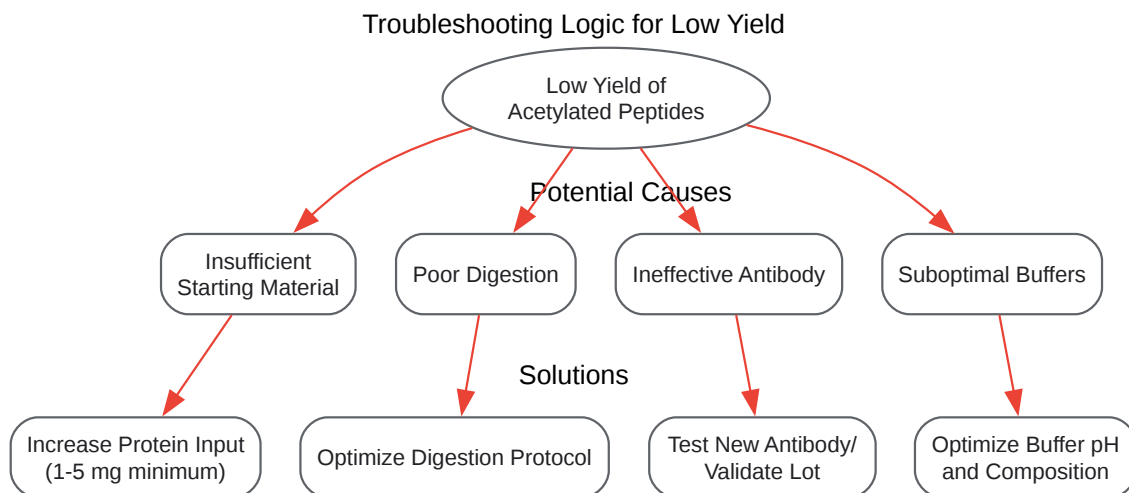 Troubleshooting Logic for Low Yield
Low Yield of
Acetylated Peptides
Potential Causes
Insufficient
Starting Material
Poor Digestion
Ineffective Antibody
Suboptimal Buffers
Solutions
Increase Protein Input
(1-5 mg minimum)
Optimize Digestion Protocol
Test New Antibody/
Validate Lot
Optimize Buffer pH
and Composition